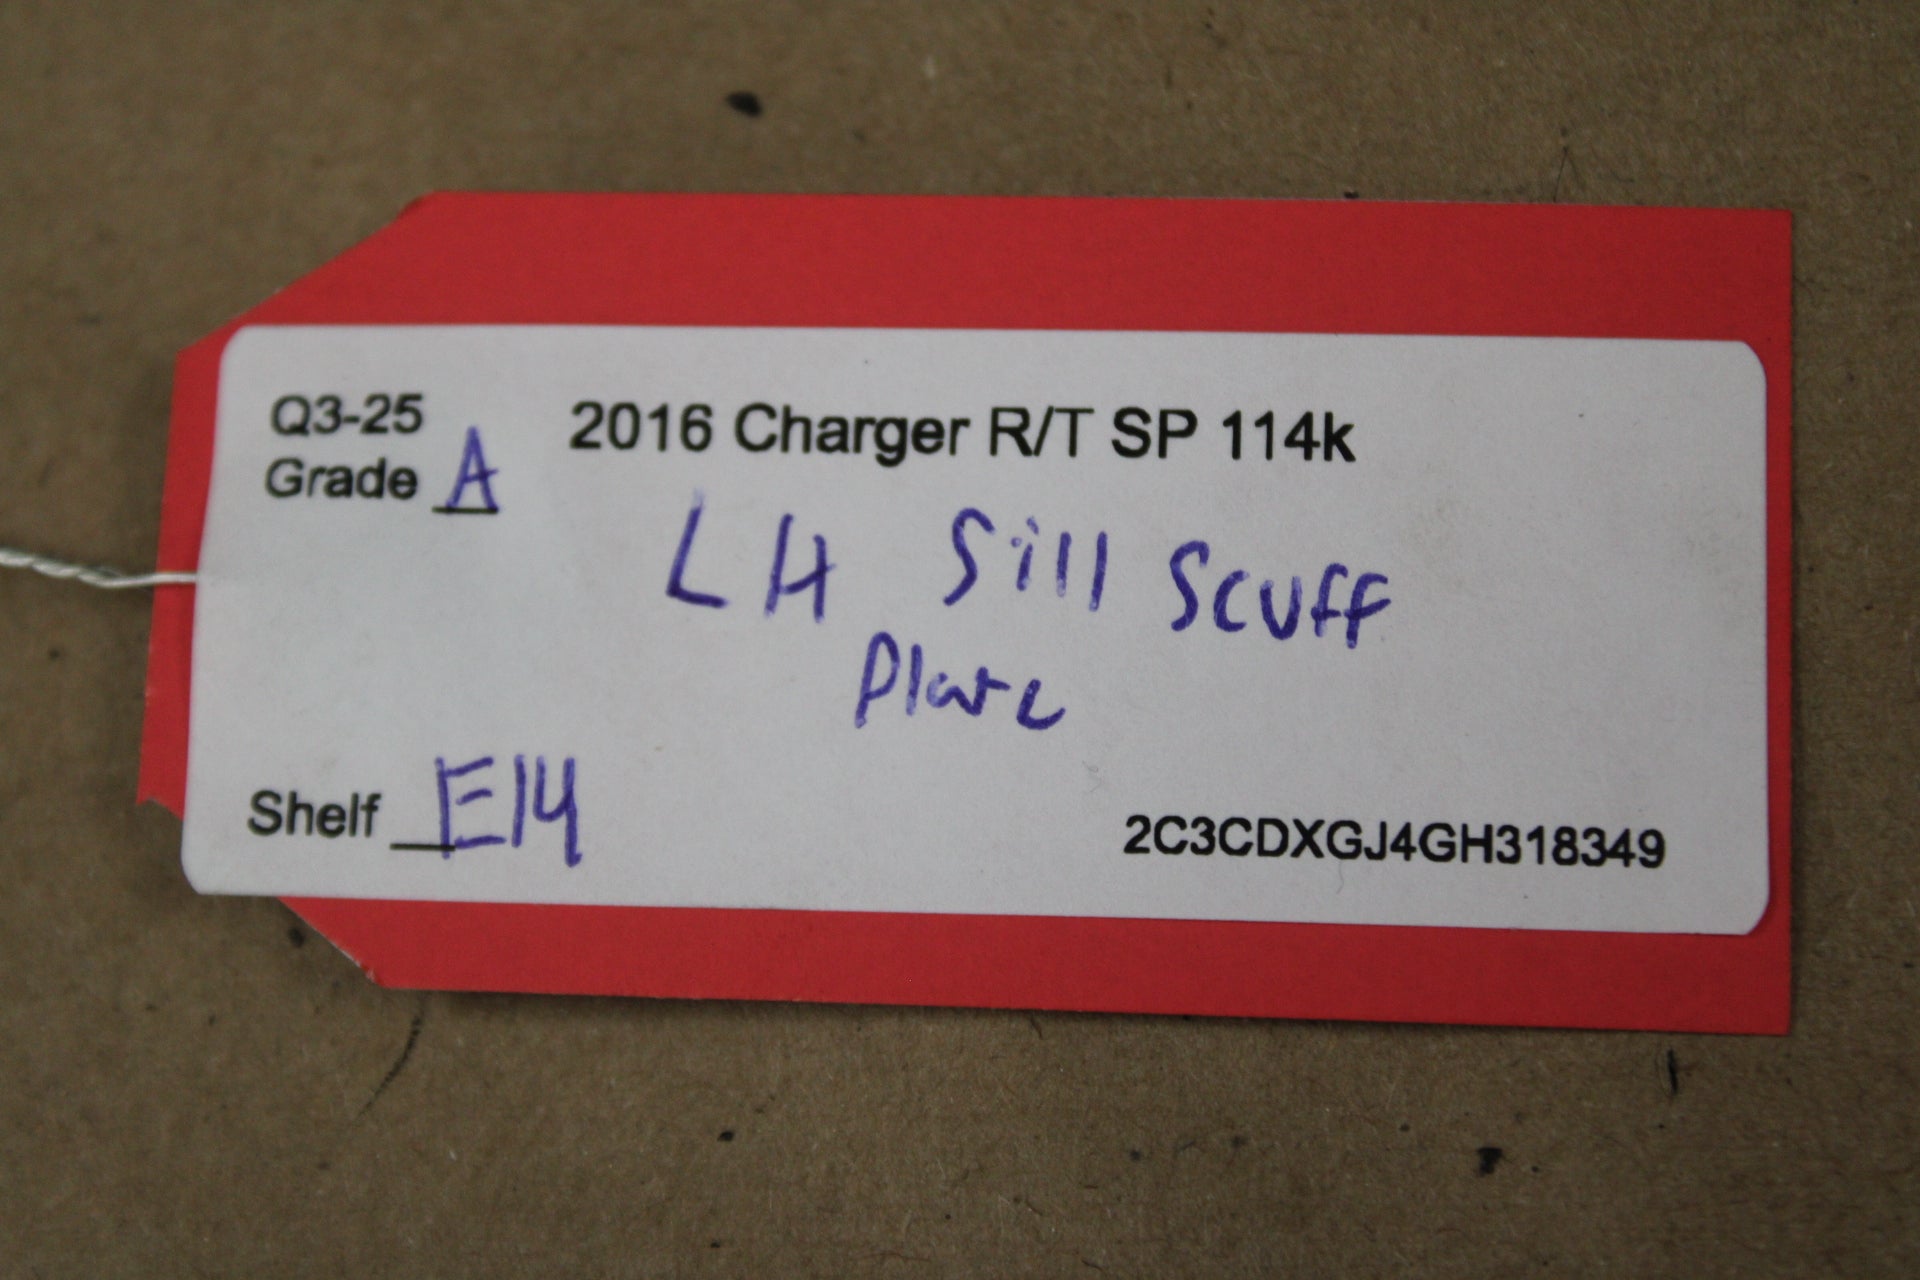 Q3-25
2016 Charger R/T SP 114k
Grade A
LH Sill Scuff
Plate
Shelf E14
2C3CDXGJ4GH318349